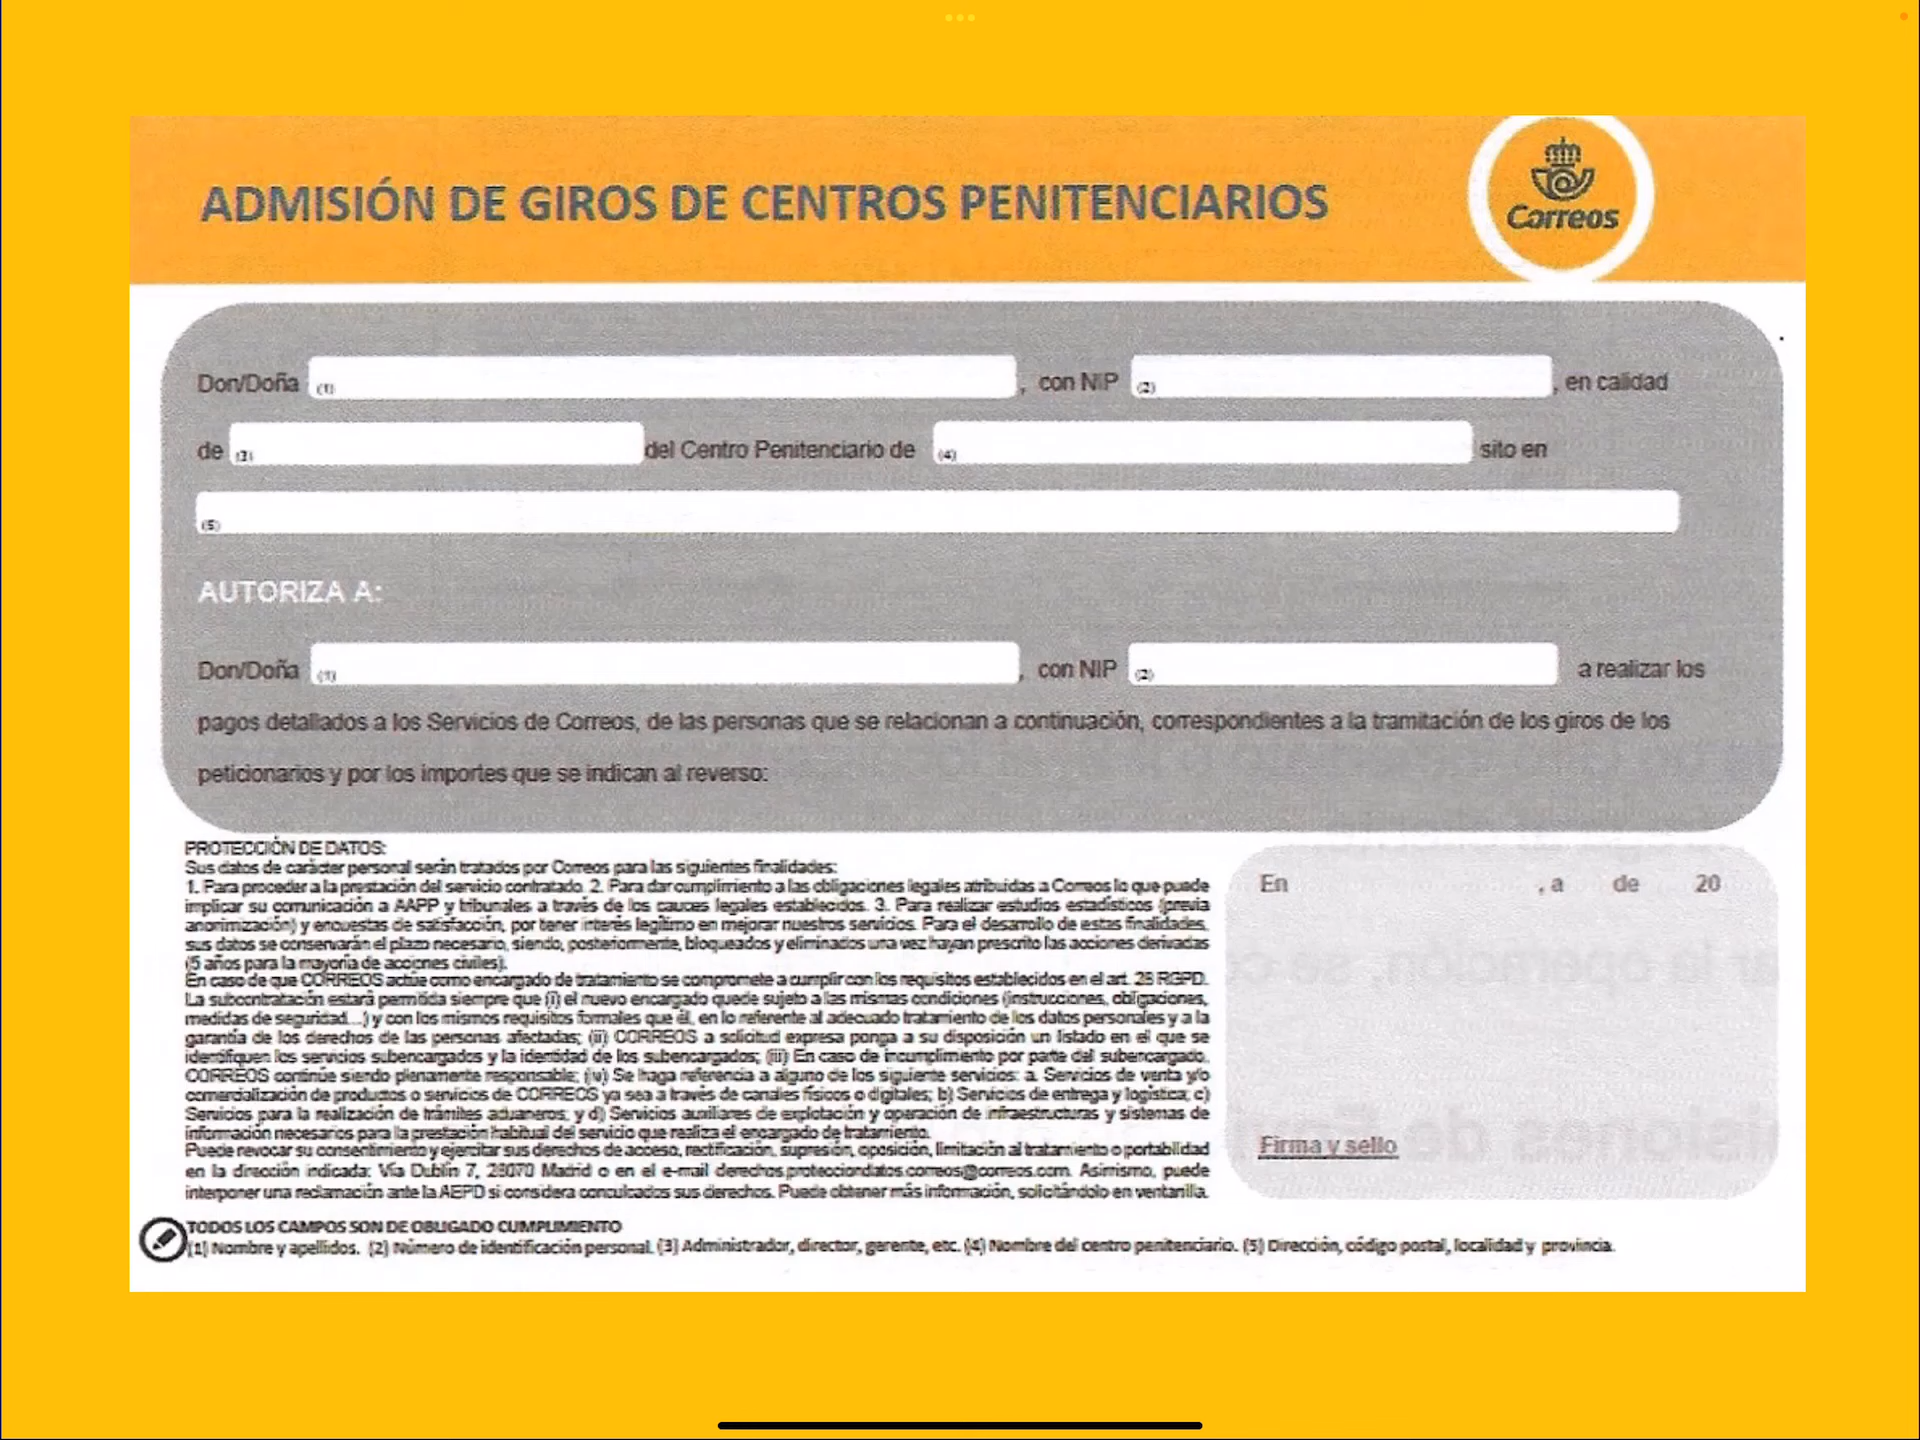 ADMISIÓN DE GIROS DE CENTROS PENITENCIARIOS
Correos
Don/Doña (1) , con NIP (2) , en calidad
de (3) del Centro Penitenciario de (4) sito en
(5)
AUTORIZA A:
Don/Doña (1) , con NIP (2) a realizar los
pagos detallados a los Servicios de Correos, de las personas que se relacionan a continuación, correspondientes a la tramitación de los giros de los
peticionarios y por los importes que se indican al reverso:
PROTECCIÓN DE DATOS:
Sus datos de carácter personal serán tratados por Correos para las siguientes finalidades:
1. Para proceder a la prestación del servicio contratado. 2. Para dar cumplimiento a las obligaciones legales atribuidas a Correos lo que puede
implicar su comunicación a AAPP y tribunales a través de los cauces legales establecidos. 3. Para realizar estudios estadísticos (previa
anonimización) y encuestas de satisfacción, por tener interés legítimo en mejorar nuestros servicios. Para el desarrollo de estas finalidades,
sus datos se conservarán el plazo necesario, siendo, posteriormente, bloqueados y eliminados una vez hayan prescrito las acciones derivadas
(5 años para la mayoría de acciones civiles).
En caso de que CORREOS actúe como encargado de tratamiento se compromete a cumplir con los requisitos establecidos en el art. 28 RGPD.
La subcontratación estará permitida siempre que (i) el nuevo encargado quede sujeto a las mismas condiciones (instrucciones, obligaciones,
medidas de seguridad...) y con los mismos requisitos formales que él, en lo referente al adecuado tratamiento de los datos personales y a la
garantía de los derechos de las personas afectadas; (ii) CORREOS a solicitud expresa ponga a su disposición un listado en el que se
identifiquen los servicios subencargados y la identidad de los subencargados; (iii) En caso de incumplimiento por parte del subencargado,
CORREOS continúe siendo plenamente responsable; (iv) Se haga referencia a alguno de los siguiente servicios: a. Servicios de venta y/o
comercialización de productos o servicios de CORREOS ya sea a través de canales físicos o digitales; b) Servicios de entrega y logística; c)
Servicios para la realización de trámites aduaneros; y d) Servicios auxiliares de explotación y operación de infraestructuras y sistemas de
información necesarios para la prestación habitual del servicio que realiza el encargado de tratamiento.
Puede revocar su consentimiento y ejercitar sus derechos de acceso, rectificación, supresión, oposición, limitación al tratamiento o portabilidad
en la dirección indicada: Vía Dublín 7, 28070 Madrid o en el e-mail derechos.protecciondatos.correos@correos.com. Asimismo, puede
interponer una reclamación ante la AEPD si considera conculcados sus derechos. Puede obtener más información, solicitándolo en ventanilla.
En , a de 20
Firma y sello
TODOS LOS CAMPOS SON DE OBLIGADO CUMPLIMIENTO
(1) Nombre y apellidos. (2) Número de identificación personal. (3) Administrador, director, gerente, etc. (4) Nombre del centro penitenciario. (5) Dirección, código postal, localidad y provincia.